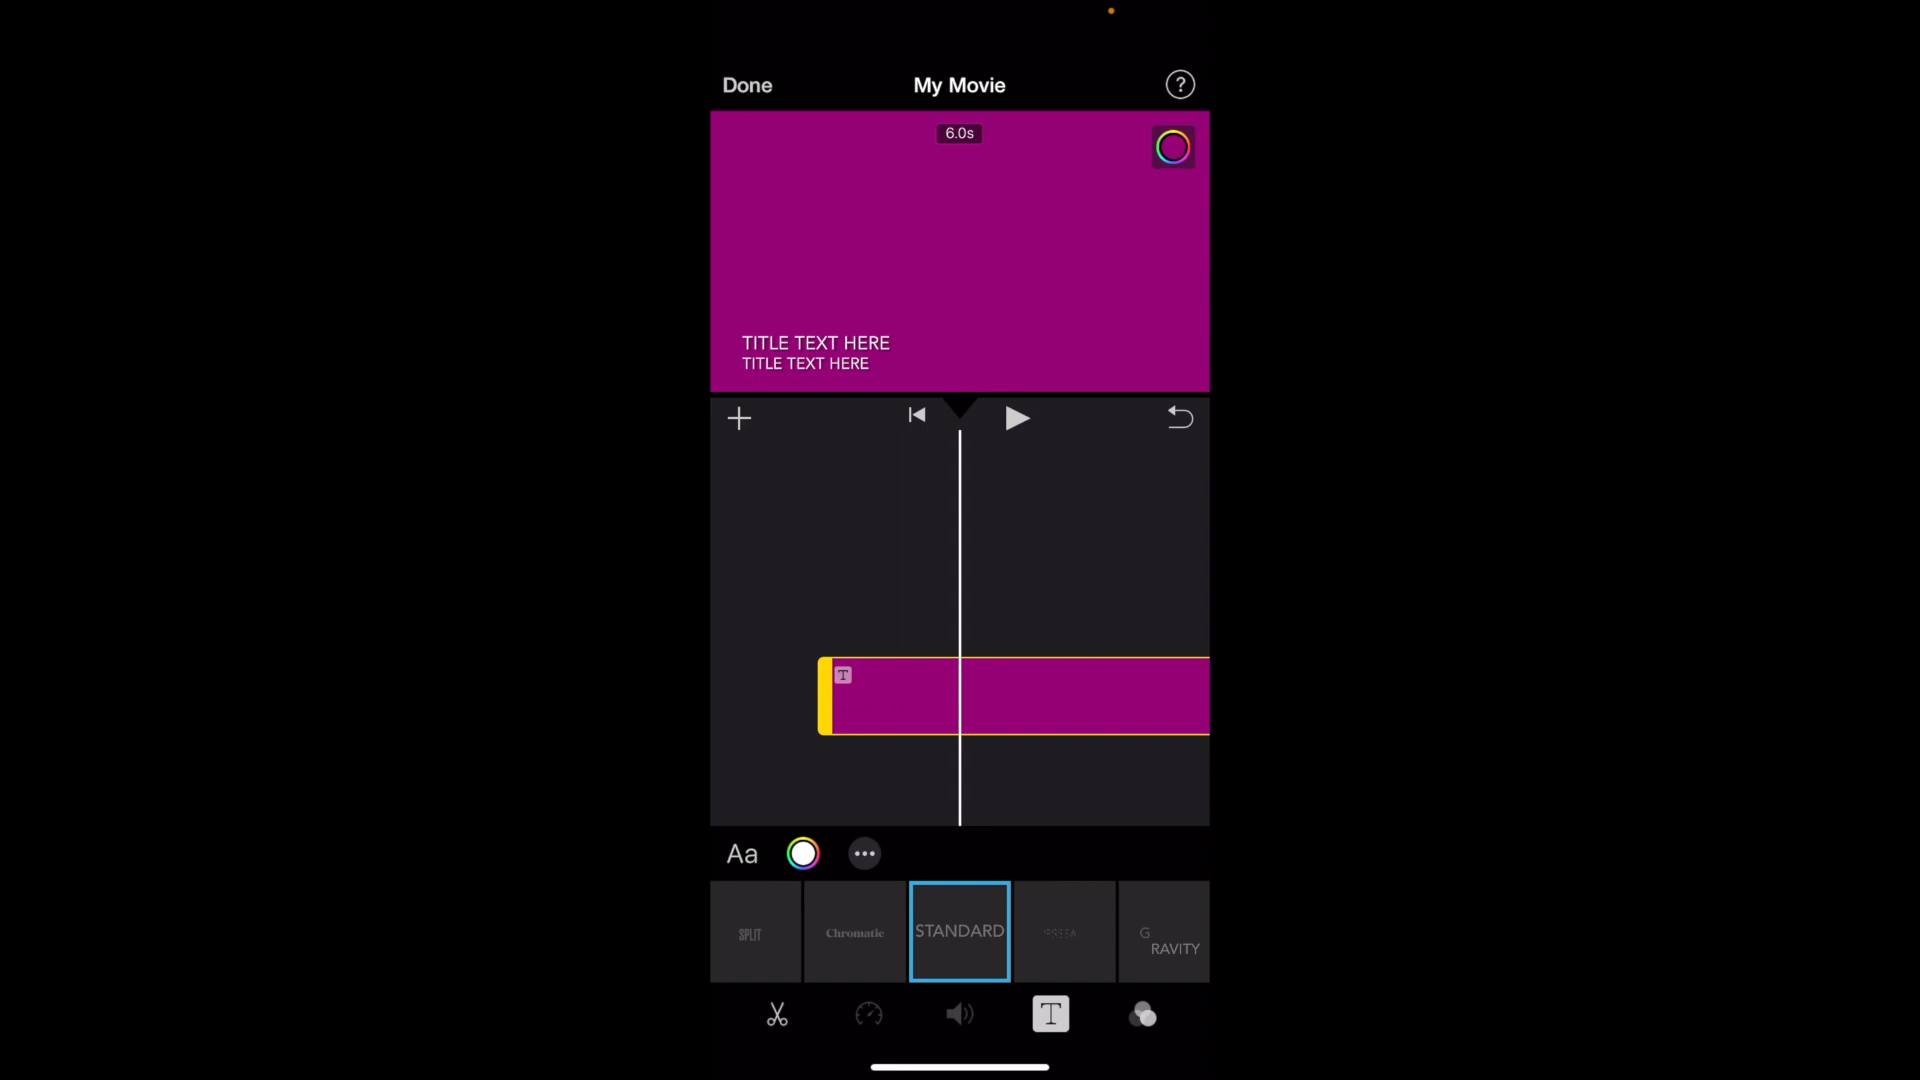 Done
My Movie
?
6.0s
TITLE TEXT HERE
TITLE TEXT HERE
T
Aa
SPLIT
Chromatic
STANDARD
G
RAVITY
T